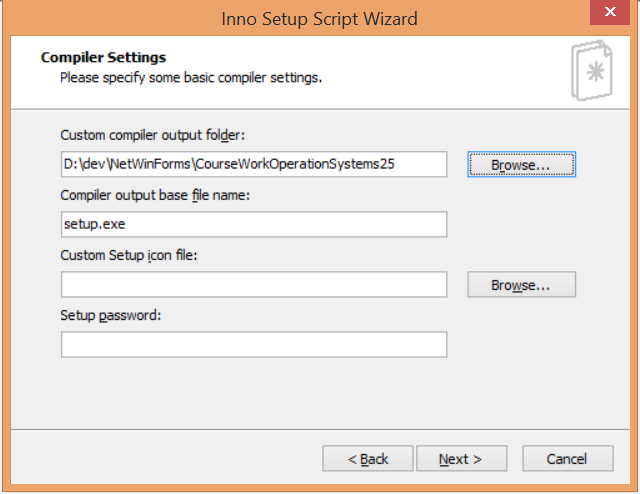 Inno Setup Script Wizard
Compiler Settings
Please specify some basic compiler settings.
Custom compiler output folder:
D:\dev\NetWinForms\CourseWorkOperationSystems25
Browse...
Compiler output base file name:
setup.exe
Custom Setup icon file:
Browse...
Setup password:
< Back
Next >
Cancel